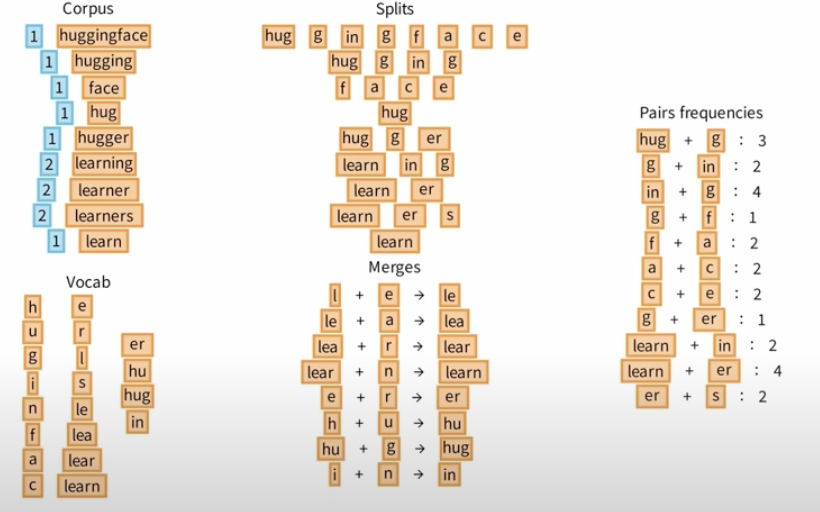 Corpus
1 huggingface
1 hugging
1 face
1 hug
1 hugger
2 learning
2 learner
2 learners
1 learn
Vocab
h e
u r er
g l hu
i s hug
n le in
f lea
a lear
c learn
Splits
hug g in g f a c e
hug g in g
f a c e
hug
hug g er
learn in g
learn er
learn er s
learn
Merges
l + e → le
le + a → lea
lea + r → lear
lear + n → learn
e + r → er
h + u → hu
hu + g → hug
i + n → in
Pairs frequencies
hug + g : 3
g + in : 2
in + g : 4
g + f : 1
f + a : 2
a + c : 2
c + e : 2
g + er : 1
learn + in : 2
learn + er : 4
er + s : 2